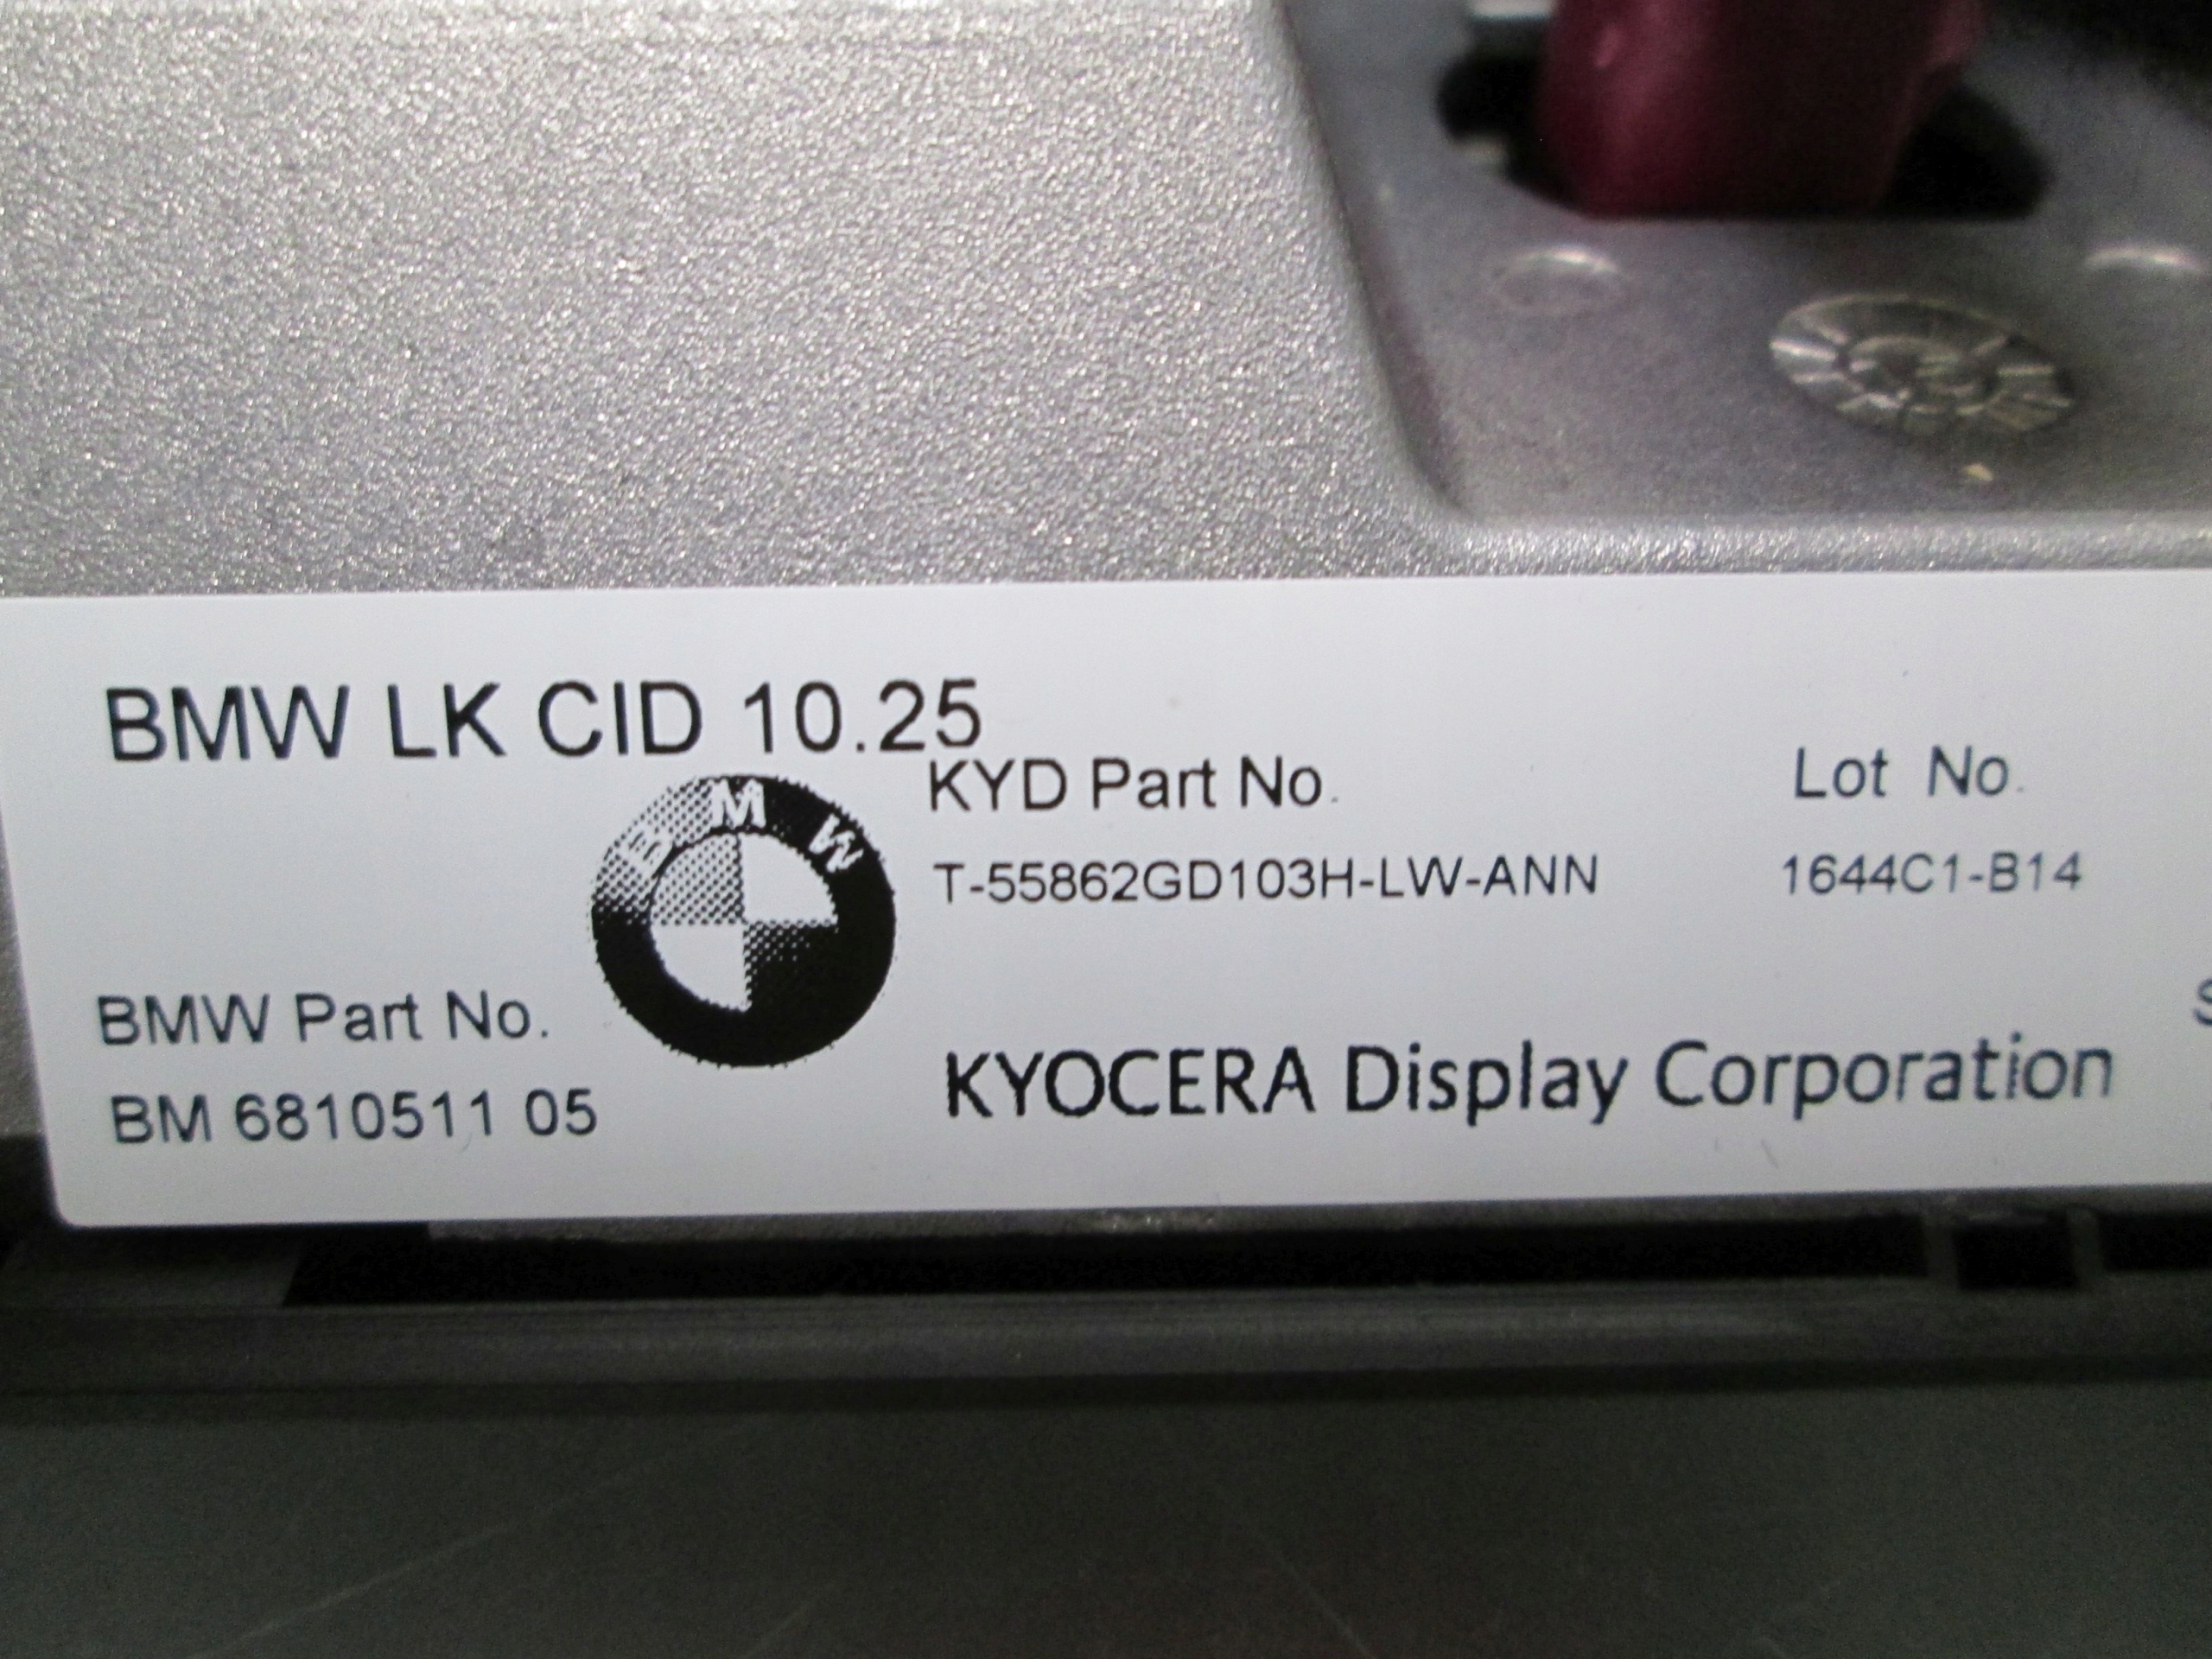 BMW LK CID 10.25
KYD Part No.
Lot No.
B M W
T-55862GD103H-LW-ANN
1644C1-B14
BMW Part No.
BM 6810511 05
KYOCERA Display Corporation